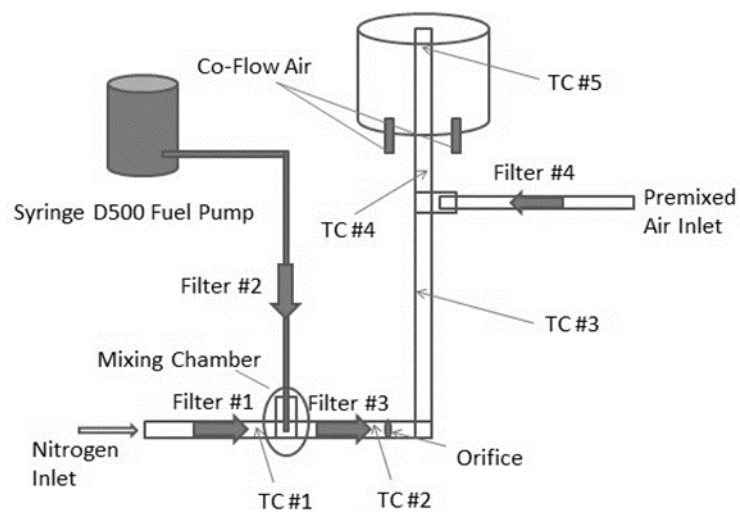 Co-Flow Air
TC #5
Syringe D500 Fuel Pump
Filter #4
Premixed
Air Inlet
TC #4
Filter #2
TC #3
Mixing Chamber
Filter #1
Filter #3
Nitrogen
Inlet
Orifice
TC #1
TC #2